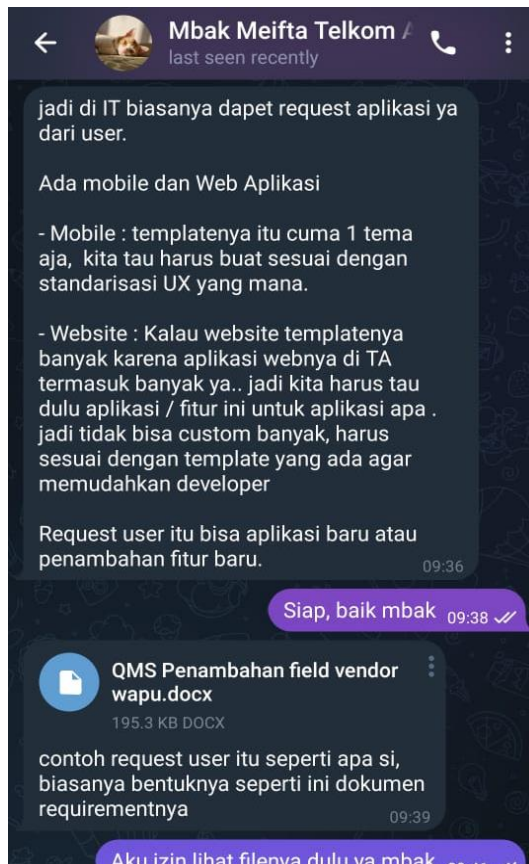 Mbak Meifta Telkom
last seen recently
jadi di IT biasanya dapet request aplikasi ya
dari user.
Ada mobile dan Web Aplikasi
- Mobile : templatenya itu cuma 1 tema
aja, kita tau harus buat sesuai dengan
standarisasi UX yang mana.
- Website : Kalau website templatenya
banyak karena aplikasi webnya di TA
termasuk banyak ya.. jadi kita harus tau
dulu aplikasi / fitur ini untuk aplikasi apa .
jadi tidak bisa custom banyak, harus
sesuai dengan template yang ada agar
memudahkan developer
Request user itu bisa aplikasi baru atau
penambahan fitur baru.
09:36
Siap, baik mbak 09:38
QMS Penambahan field vendor
wapu.docx
195.3 KB DOCX
contoh request user itu seperti apa si,
biasanya bentuknya seperti ini dokumen
requirementnya
09:39
Aku izin lihat filenya dulu ya mbak